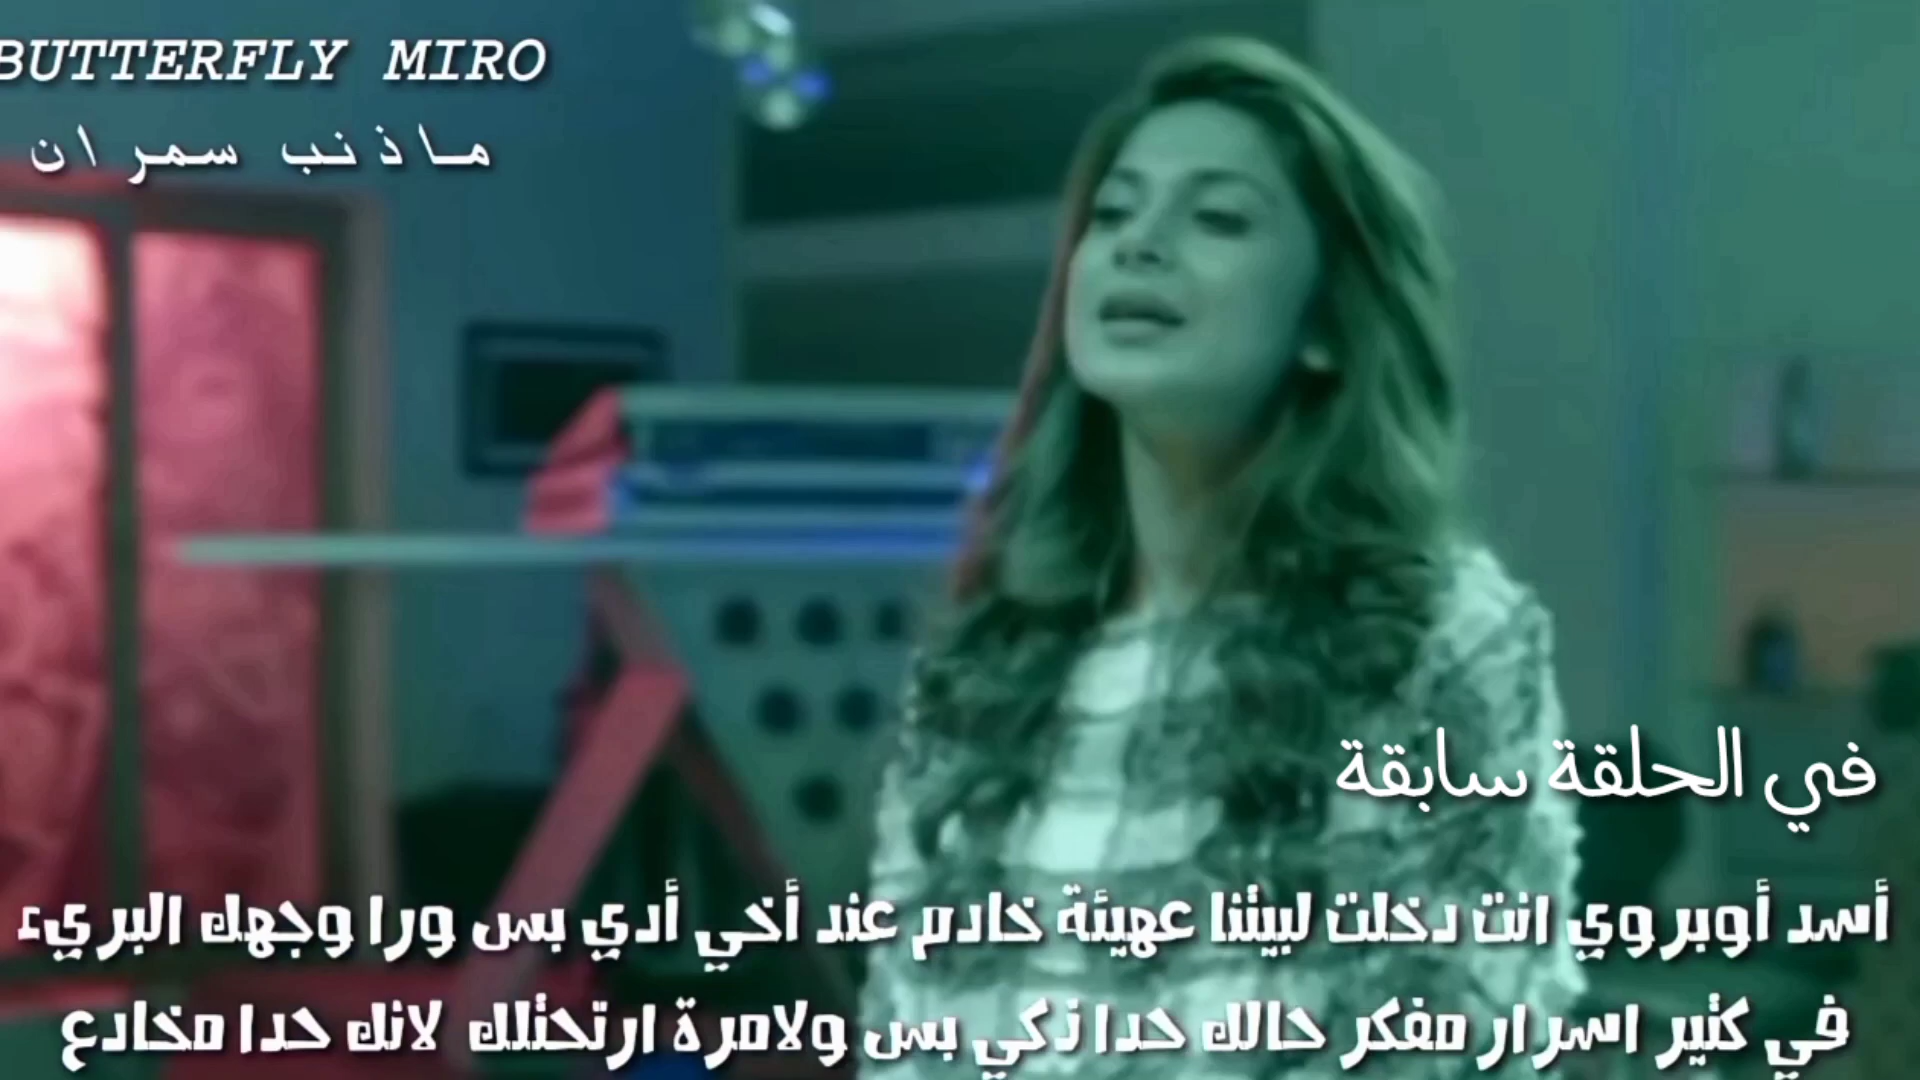 BUTTERFLY MIRO
ماذنب سمران
في الحلقة سابقة
أسد أوبروي انت دخلت لبيتنا عهيئة خادم عند أخي أدي بس ورا وجهك البريء
في كتير اسرار مفكر حالك حدا ذكي بس ولامرة ارتحتلك لانك حدا مخادع